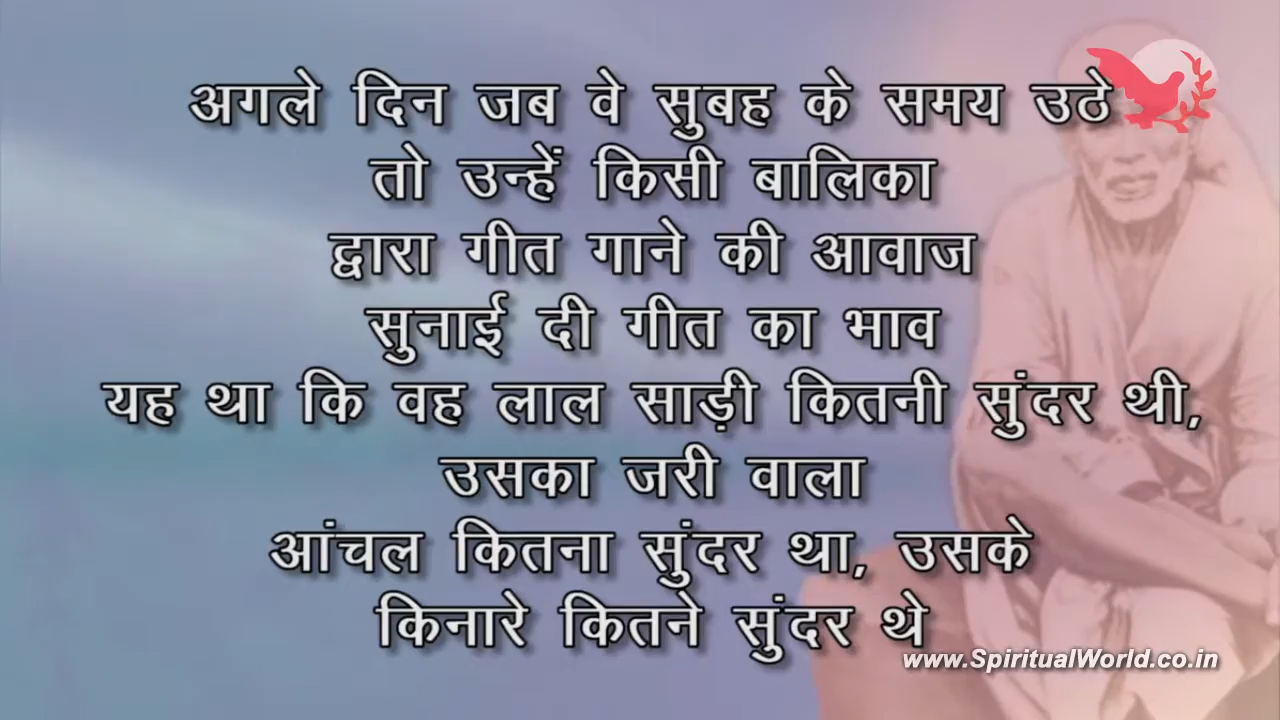 अगले दिन जब वे सुबह के समय उठे
तो उन्हें किसी बालिका
द्वारा गीत गाने की आवाज
सुनाई दी गीत का भाव
यह था कि वह लाल साड़ी कितनी सुंदर थी,
उसका जरी वाला
आंचल कितना सुंदर था, उसके
किनारे कितने सुंदर थे
www.SpiritualWorld.co.in